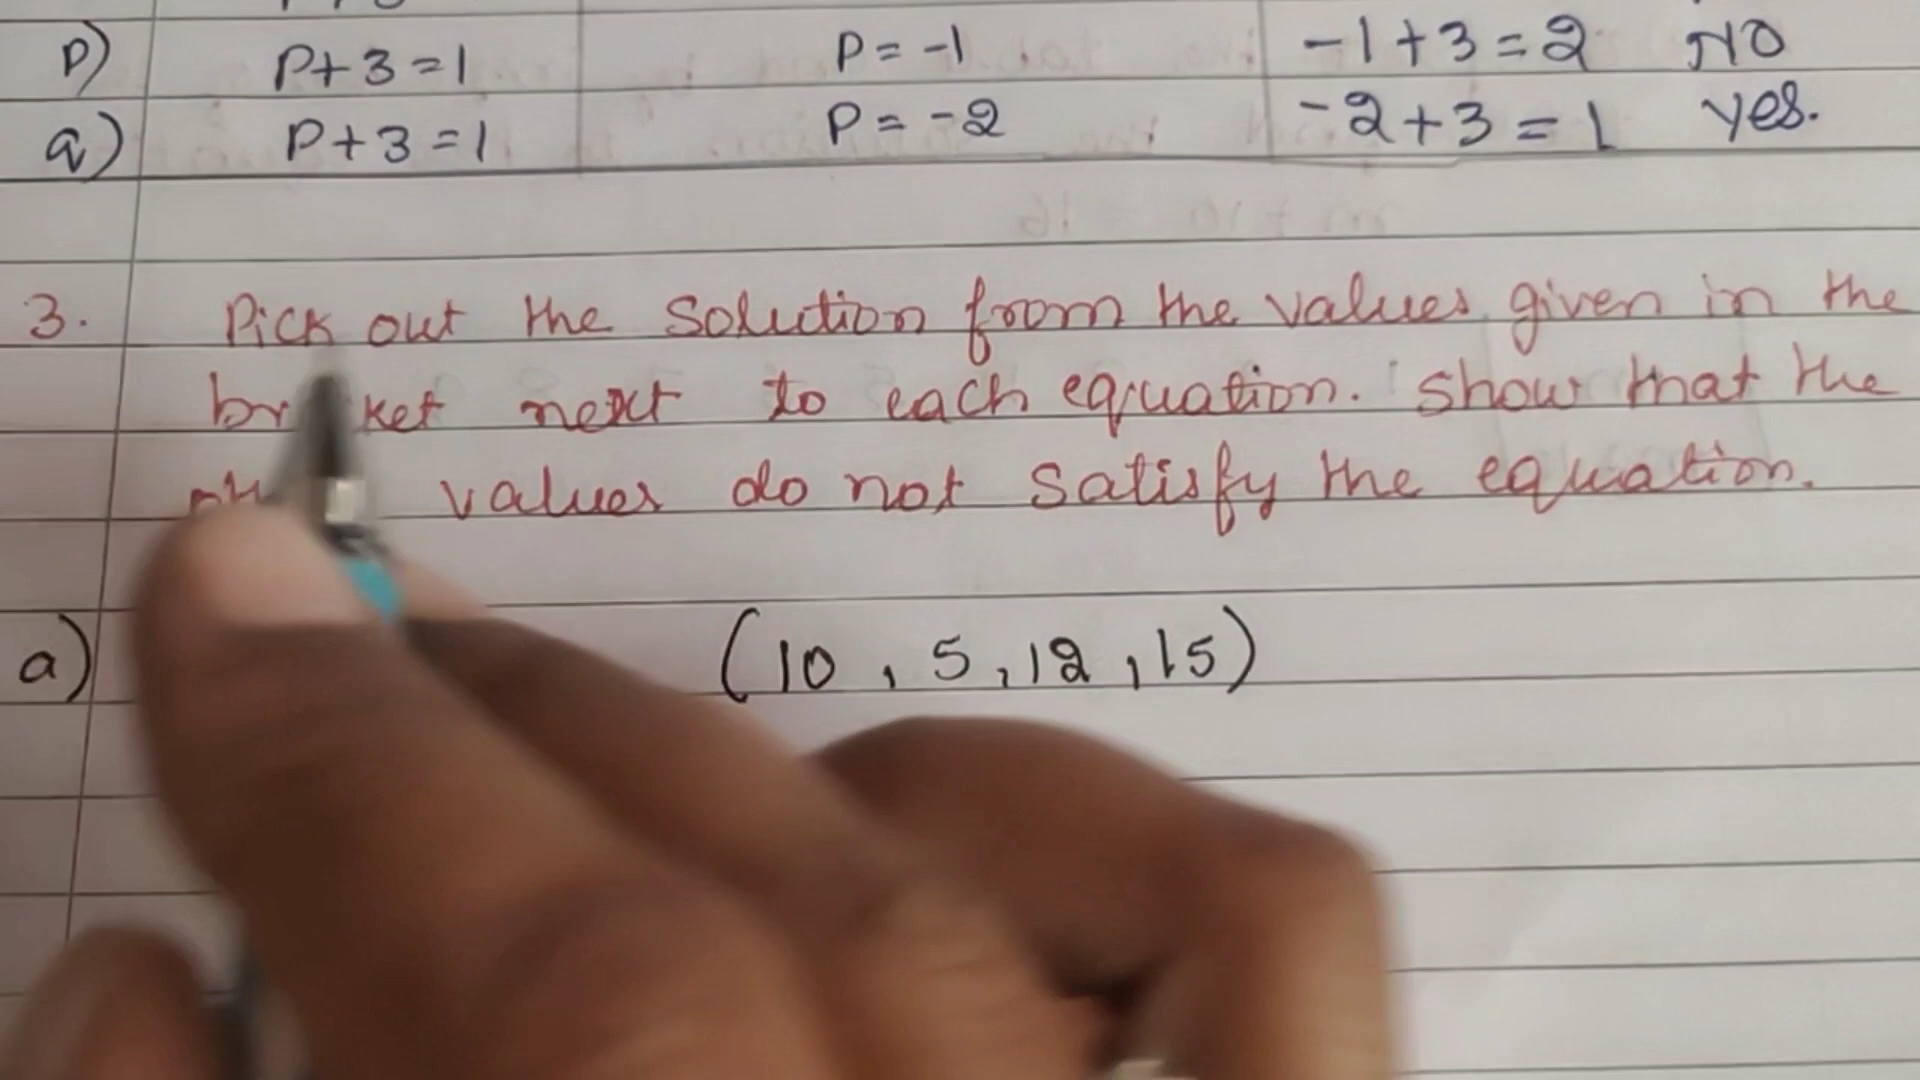 p) P+3=1 P=-1 -1+3=2 NO
q) P+3=1 P=-2 -2+3=1 yes.
3. Pick out the solution from the values given in the
next to each equation. show that the
values do not satisfy the equation.
a) (10, 5, 12, 15)